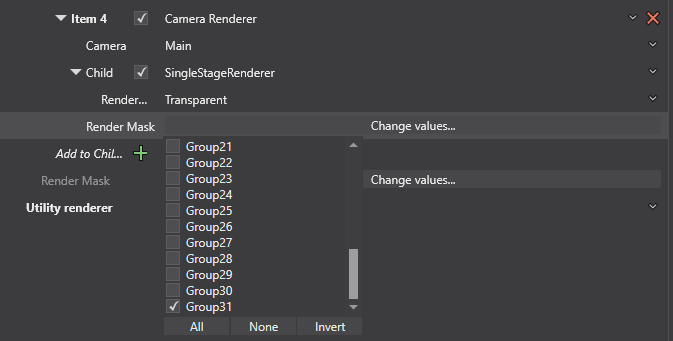 Item 4 Camera Renderer
Camera Main
Child SingleStageRenderer
Render... Transparent
Render Mask Change values...
Group21
Add to Chil...
Group22
Group23
Render Mask Change values...
Group24
Group25
Utility renderer
Group26
Group27
Group28
Group29
Group30
Group31
All None Invert